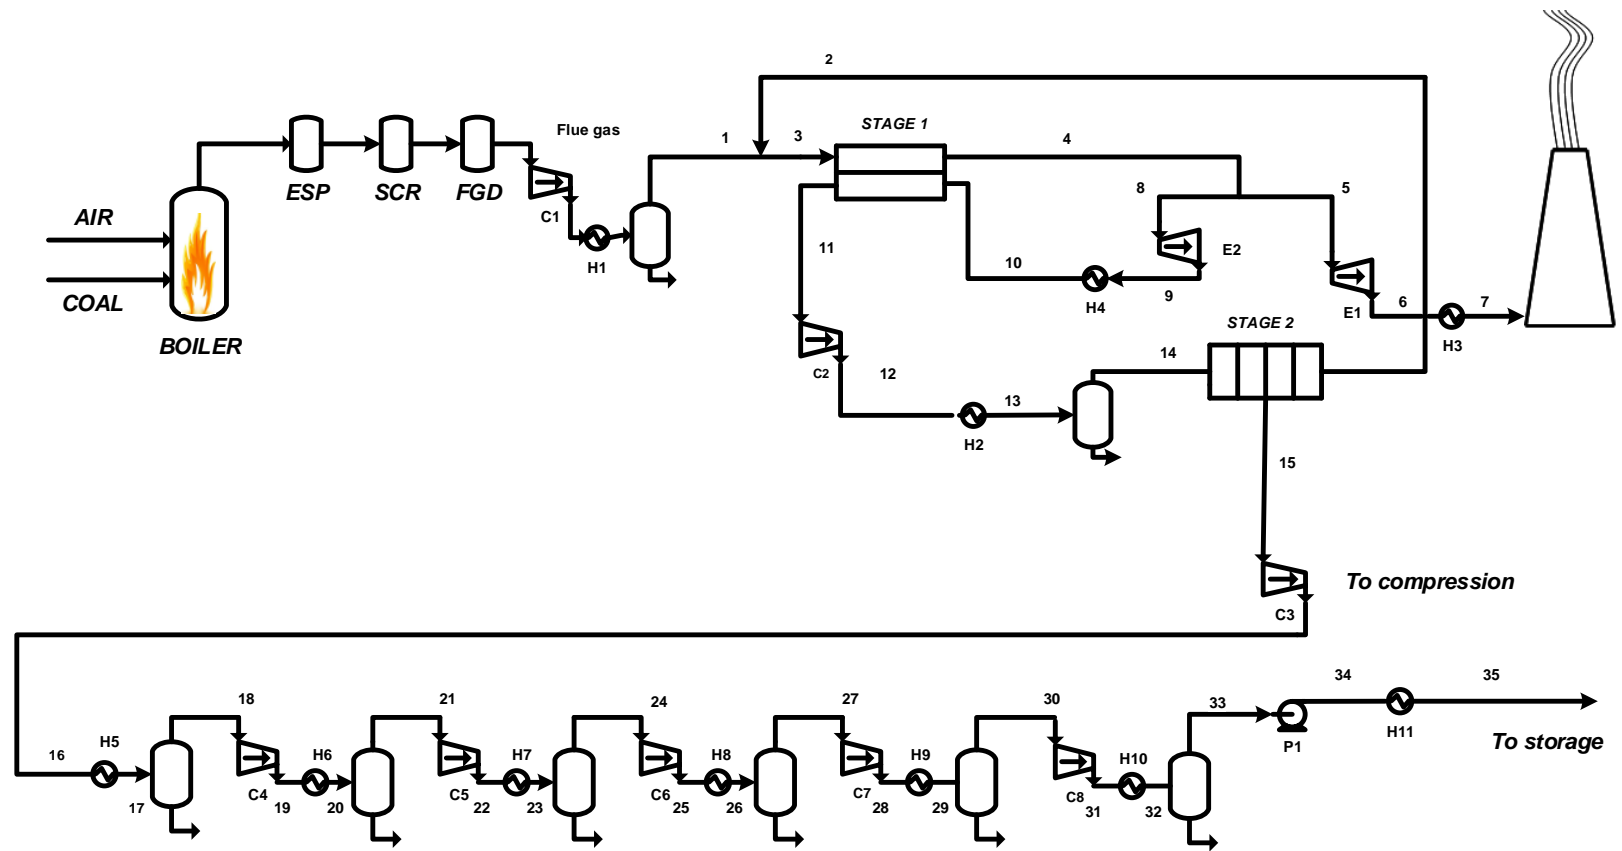 2
Flue gas
1
3
STAGE 1
4
ESP
SCR
FGD
C1
8
5
AIR
11
E2
10
H1
COAL
H4
9
E1
6
7
BOILER
STAGE 2
H3
C2
12
14
13
H2
15
To compression
C3
34
35
18
21
24
27
30
33
H11
P1
To storage
16
H5
H6
H7
H8
H9
H10
17
C4
19
20
C5
22
23
C6
25
26
C7
28
29
C8
31
32